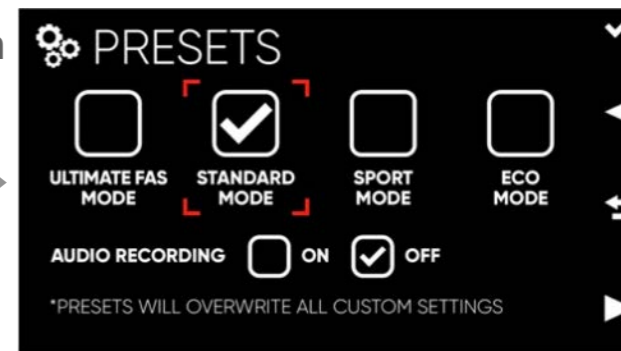 PRESETS
ULTIMATE FAS MODE
STANDARD MODE
SPORT MODE
ECO MODE
AUDIO RECORDING ON OFF
*PRESETS WILL OVERWRITE ALL CUSTOM SETTINGS